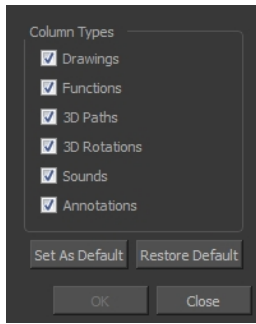 Column Types
Drawings
Functions
3D Paths
3D Rotations
Sounds
Annotations
Set As Default Restore Default
OK Close